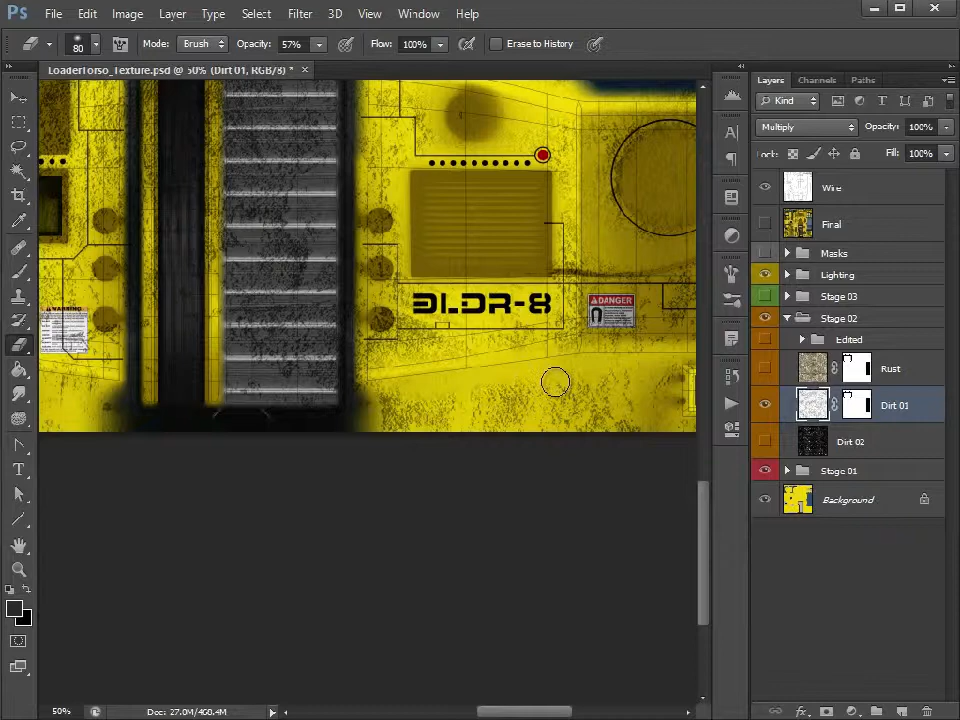 Ps File Edit Image Layer Type Select Filter 3D View Window Help
80 Mode: Brush Opacity: 57% Flow: 100% Erase to History
LoaderTorso_Texture.psd @ 50% (Dirt 01, RGB/8) *
Layers Channels Paths
Kind
Multiply Opacity: 100%
Lock: Fill: 100%
Wire
Final
Masks
Lighting
Stage 03
Stage 02
Edited
Rust
Dirt 01
Dirt 02
Stage 01
Background
WARNING
DLDR-8
DANGER
50% Doc: 27.0M/468.4M